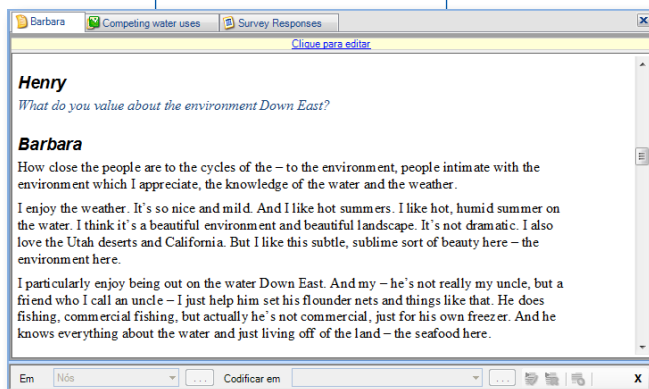 Barbara
Competing water uses
Survey Responses
Clique para editar
Henry
What do you value about the environment Down East?
Barbara
How close the people are to the cycles of the – to the environment, people intimate with the
environment which I appreciate, the knowledge of the water and the weather.
I enjoy the weather. It's so nice and mild. And I like hot summers. I like hot, humid summer on
the water. I think it's a beautiful environment and beautiful landscape. It's not dramatic. I also
love the Utah deserts and California. But I like this subtle, sublime sort of beauty here – the
environment here.
I particularly enjoy being out on the water Down East. And my – he's not really my uncle, but a
friend who I call an uncle – I just help him set his flounder nets and things like that. He does
fishing, commercial fishing, but actually he's not commercial, just for his own freezer. And he
knows everything about the water and just living off of the land – the seafood here.
Em Nós ... Codificar em ... X